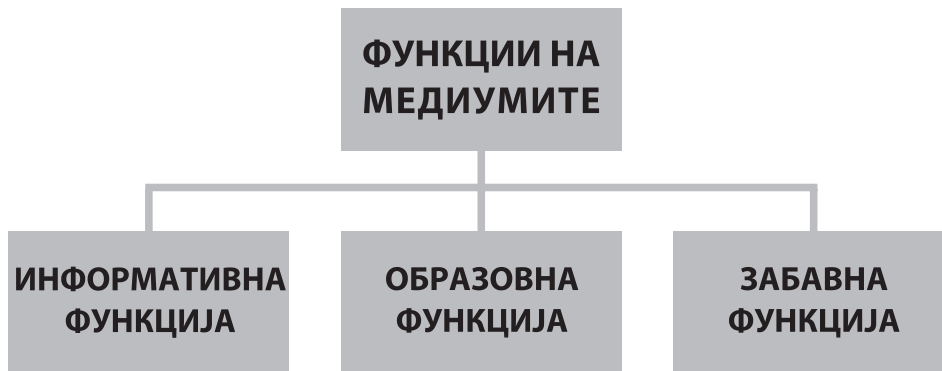 ФУНКЦИИ НА
МЕДИУМИТЕ
ИНФОРМАТИВНА
ФУНКЦИЈА
ОБРАЗОВНА
ФУНКЦИЈА
ЗАБАВНА
ФУНКЦИЈА